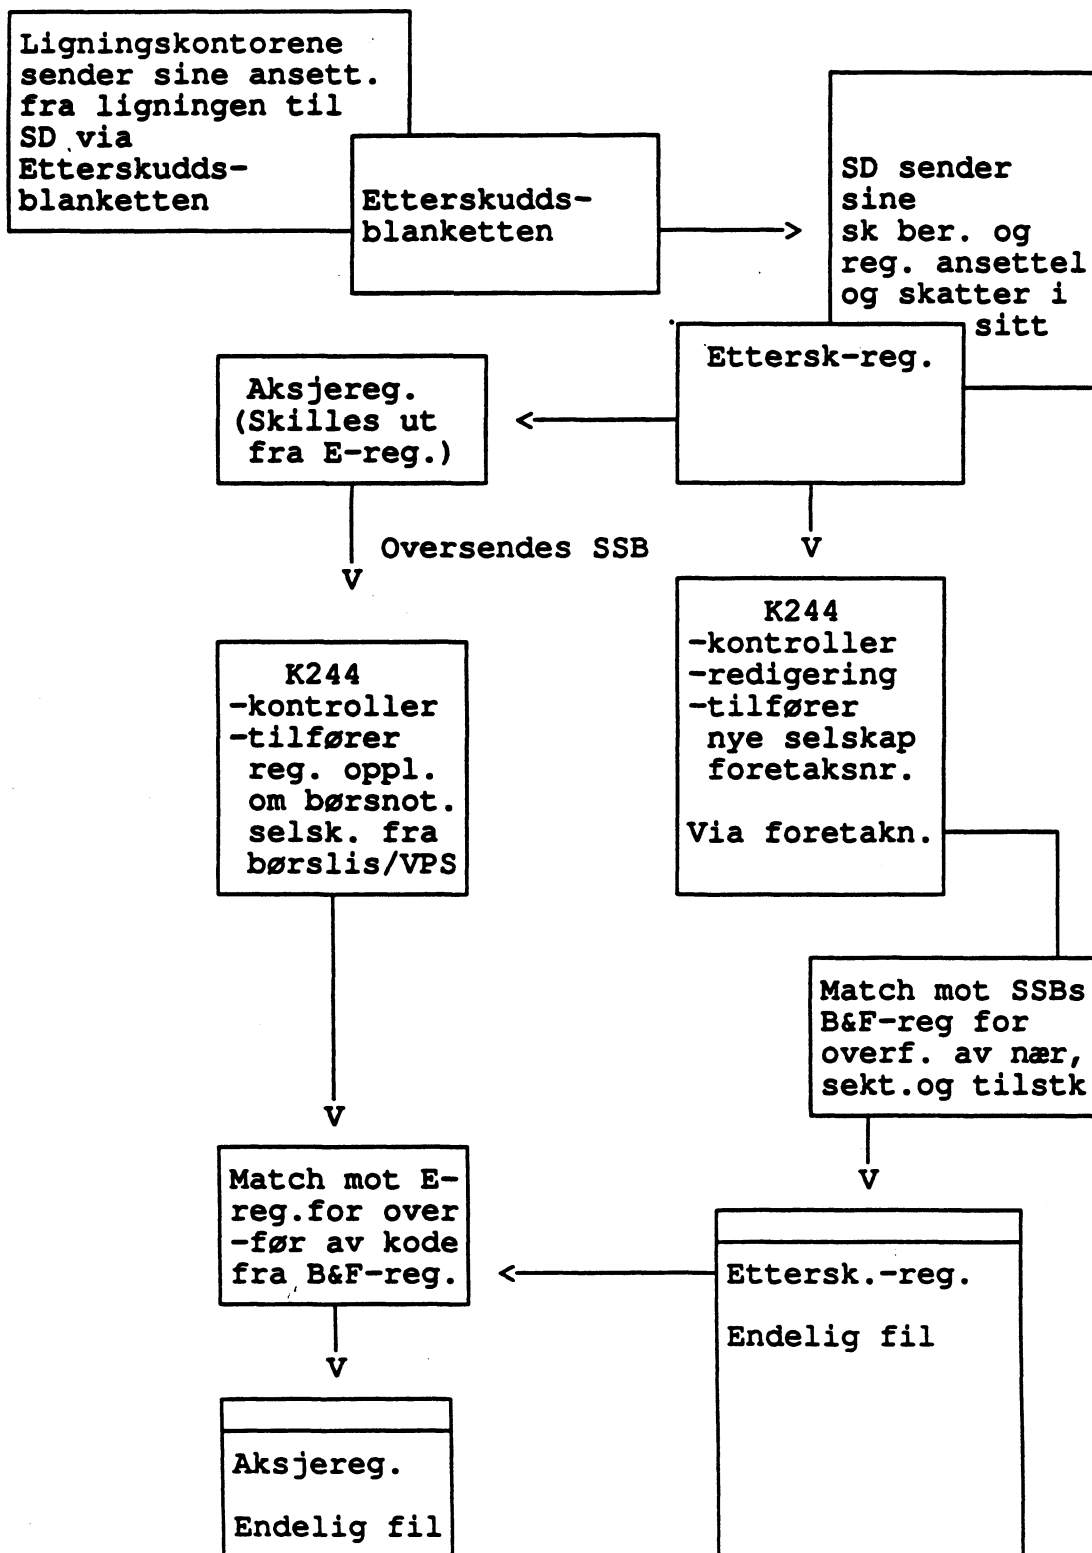 Ligningskontorene
sender sine ansett.
fra ligningen til
SD via
Etterskudds-
blanketten
Etterskudds-
blanketten
>
SD sender
sine
sk ber. og
reg. ansettel
og skatter i
sitt
Ettersk-reg.
<
Aksjereg.
(Skilles ut
fra E-reg.)
Oversendes SSB
V
V
K244
-kontroller
-redigering
-tilfører
nye selskap
foretaksnr.
Via foretakn.
K244
-kontroller
-tilfører
reg. oppl.
om børsnot.
selsk. fra
børslis/VPS
Match mot SSBs
B&F-reg for
overf. av nær,
sekt.og tilstk
V
V
Match mot E-
reg.for over
-før av kode
fra B&F-reg.
<
Ettersk.-reg.
Endelig fil
V
Aksjereg.
Endelig fil